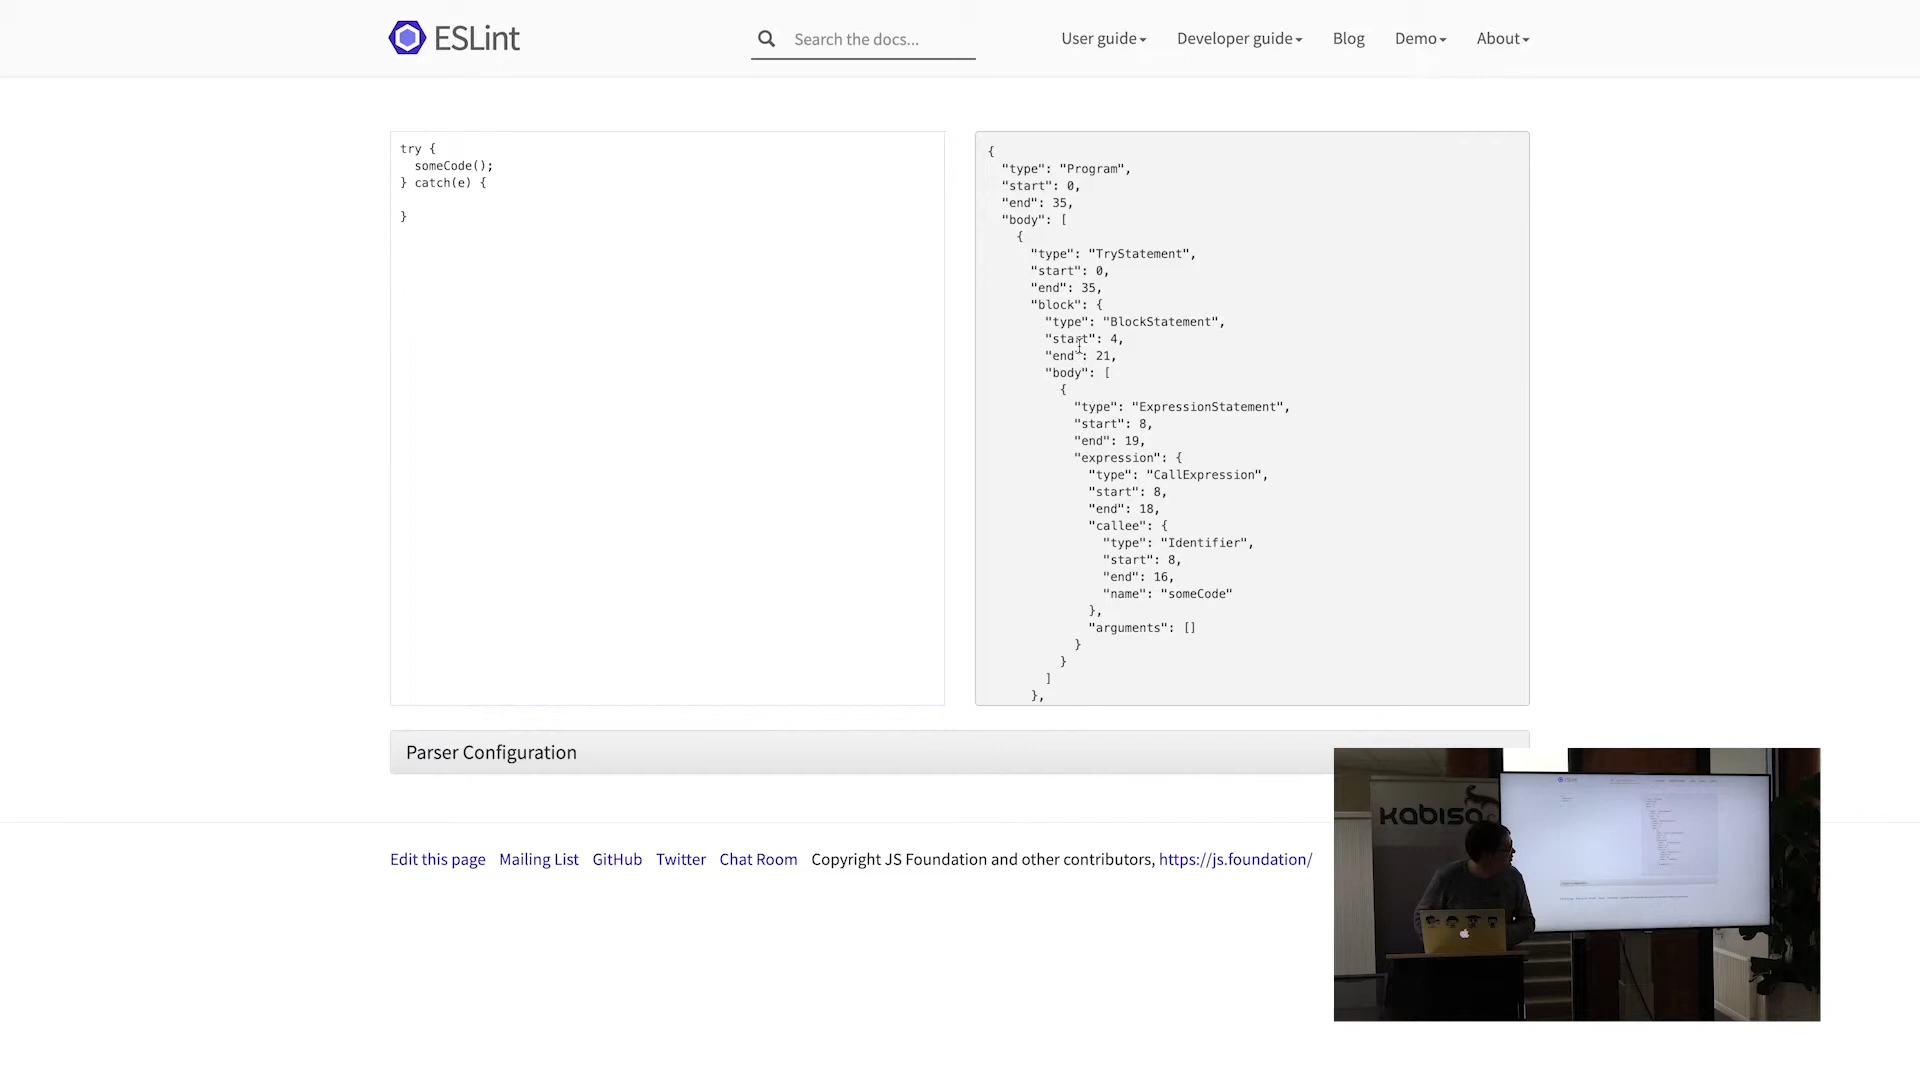 ESLint
Search the docs...
User guide
Developer guide
Blog
Demo
About
try {
  someCode();
} catch(e) {

}
{
  "type": "Program",
  "start": 0,
  "end": 35,
  "body": [
    {
      "type": "TryStatement",
      "start": 0,
      "end": 35,
      "block": {
        "type": "BlockStatement",
        "start": 4,
        "end": 21,
        "body": [
          {
            "type": "ExpressionStatement",
            "start": 8,
            "end": 19,
            "expression": {
              "type": "CallExpression",
              "start": 8,
              "end": 18,
              "callee": {
                "type": "Identifier",
                "start": 8,
                "end": 16,
                "name": "someCode"
              },
              "arguments": []
            }
          }
        ]
      },
Parser Configuration
Edit this page Mailing List GitHub Twitter Chat Room Copyright JS Foundation and other contributors, https://js.foundation/
ESLint